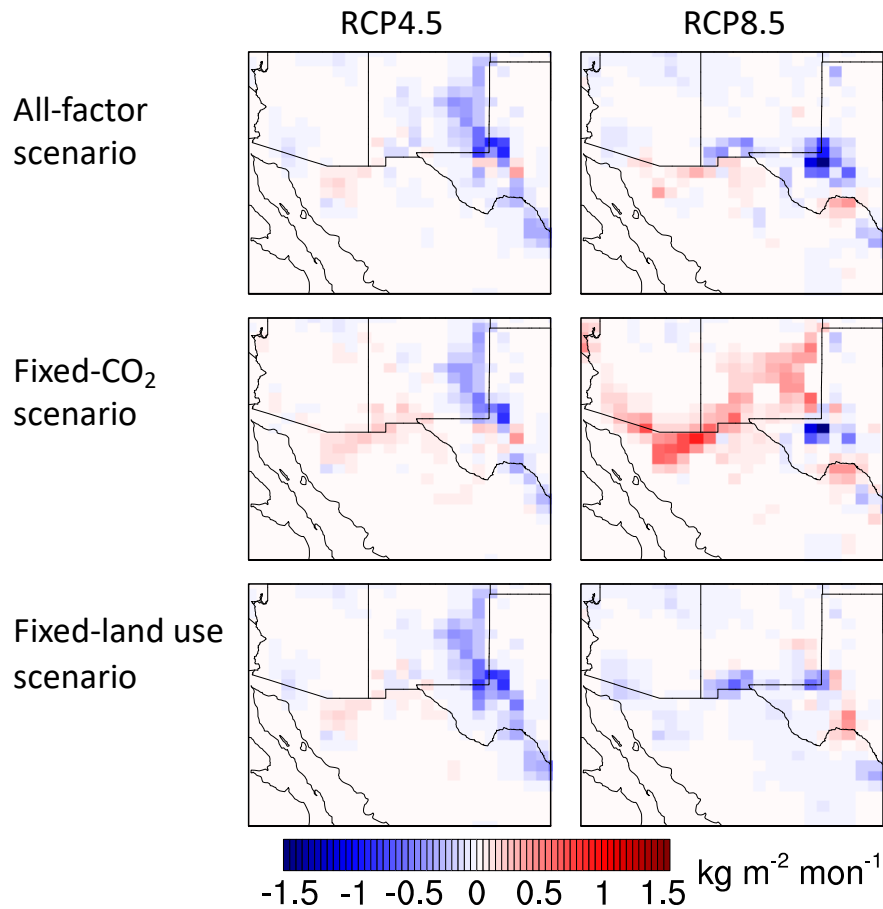 RCP4.5 RCP8.5
All-factor
scenario
Fixed-CO₂
scenario
Fixed-land use
scenario
-1.5 -1 -0.5 0 0.5 1 1.5 kg m⁻² mon⁻¹